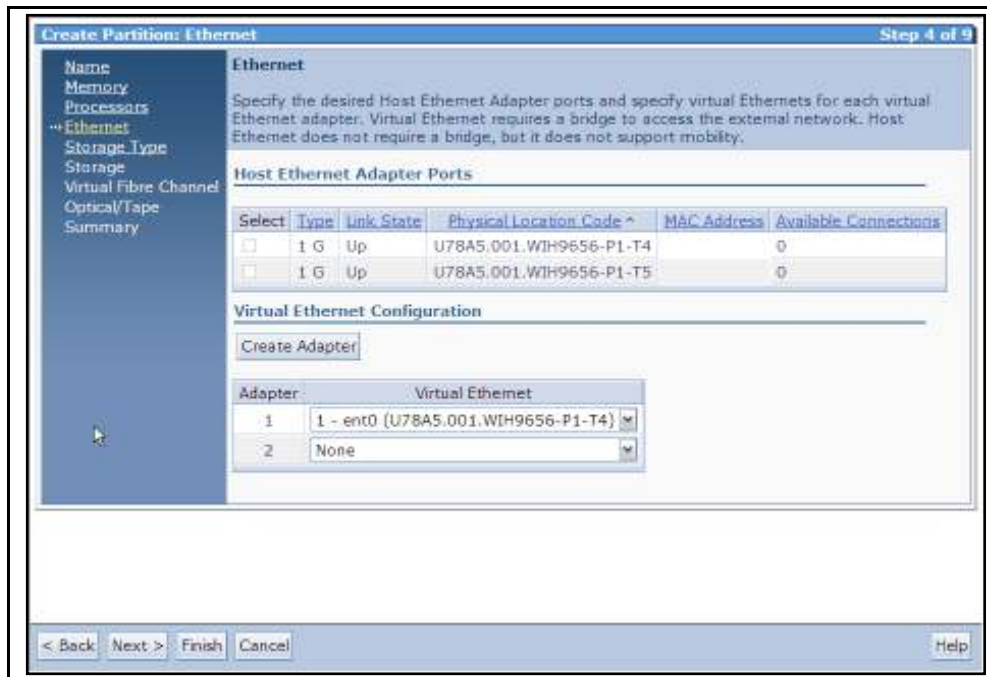 Create Partition: Ethernet Step 4 of 9
Name
Memory
Processors
Ethernet
Storage Type
Storage
Virtual Fibre Channel
Optical/Tape
Summary
Ethernet
Specify the desired Host Ethernet Adapter ports and specify virtual Ethernets for each virtual
Ethernet adapter. Virtual Ethernet requires a bridge to access the external network. Host
Ethernet does not require a bridge, but it does not support mobility.
Host Ethernet Adapter Ports
Select Type Link State Physical Location Code ^ MAC Address Available Connections
1 G Up U78A5.001.WIH9656-P1-T4 0
1 G Up U78A5.001.WIH9656-P1-T5 0
Virtual Ethernet Configuration
Create Adapter
Adapter Virtual Ethernet
1 1 - ent0 (U78A5.001.WIH9656-P1-T4)
2 None
< Back Next > Finish Cancel Help